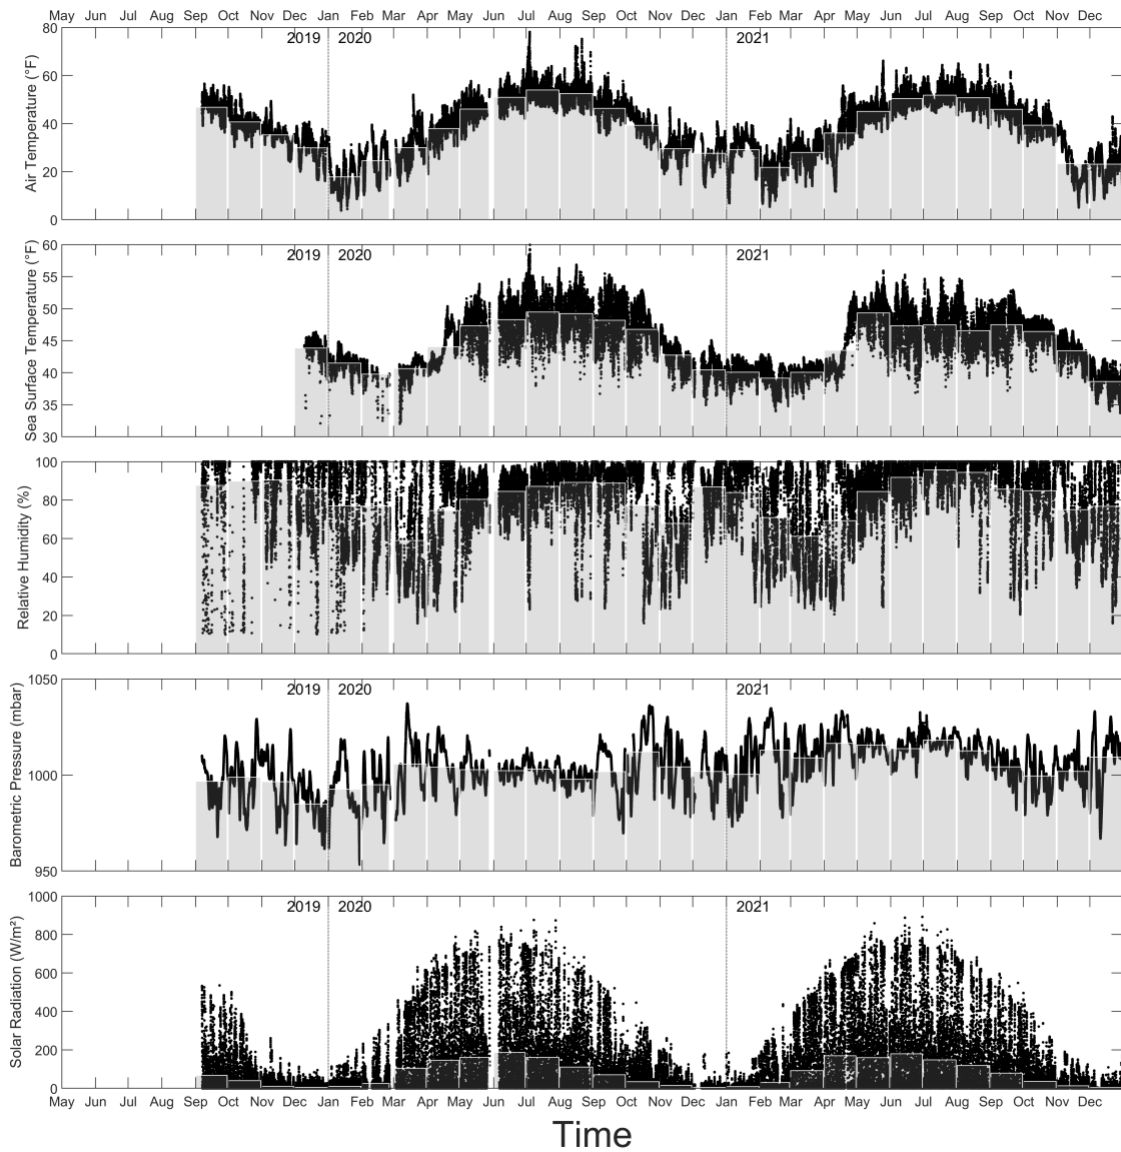 May Jun Jul Aug Sep Oct Nov Dec Jan Feb Mar Apr May Jun Jul Aug Sep Oct Nov Dec Jan Feb Mar Apr May Jun Jul Aug Sep Oct Nov Dec
Air Temperature (°F)
80
60
40
20
0
2019 2020 2021
Sea Surface Temperature (°F)
60
55
50
45
40
35
30
2019 2020 2021
Relative Humidity (%)
100
80
60
40
20
0
Barometric Pressure (mbar)
1050
1000
950
2019 2020 2021
Solar Radiation (W/m²)
1000
800
600
400
200
0
2019 2020 2021
May Jun Jul Aug Sep Oct Nov Dec Jan Feb Mar Apr May Jun Jul Aug Sep Oct Nov Dec Jan Feb Mar Apr May Jun Jul Aug Sep Oct Nov Dec
Time